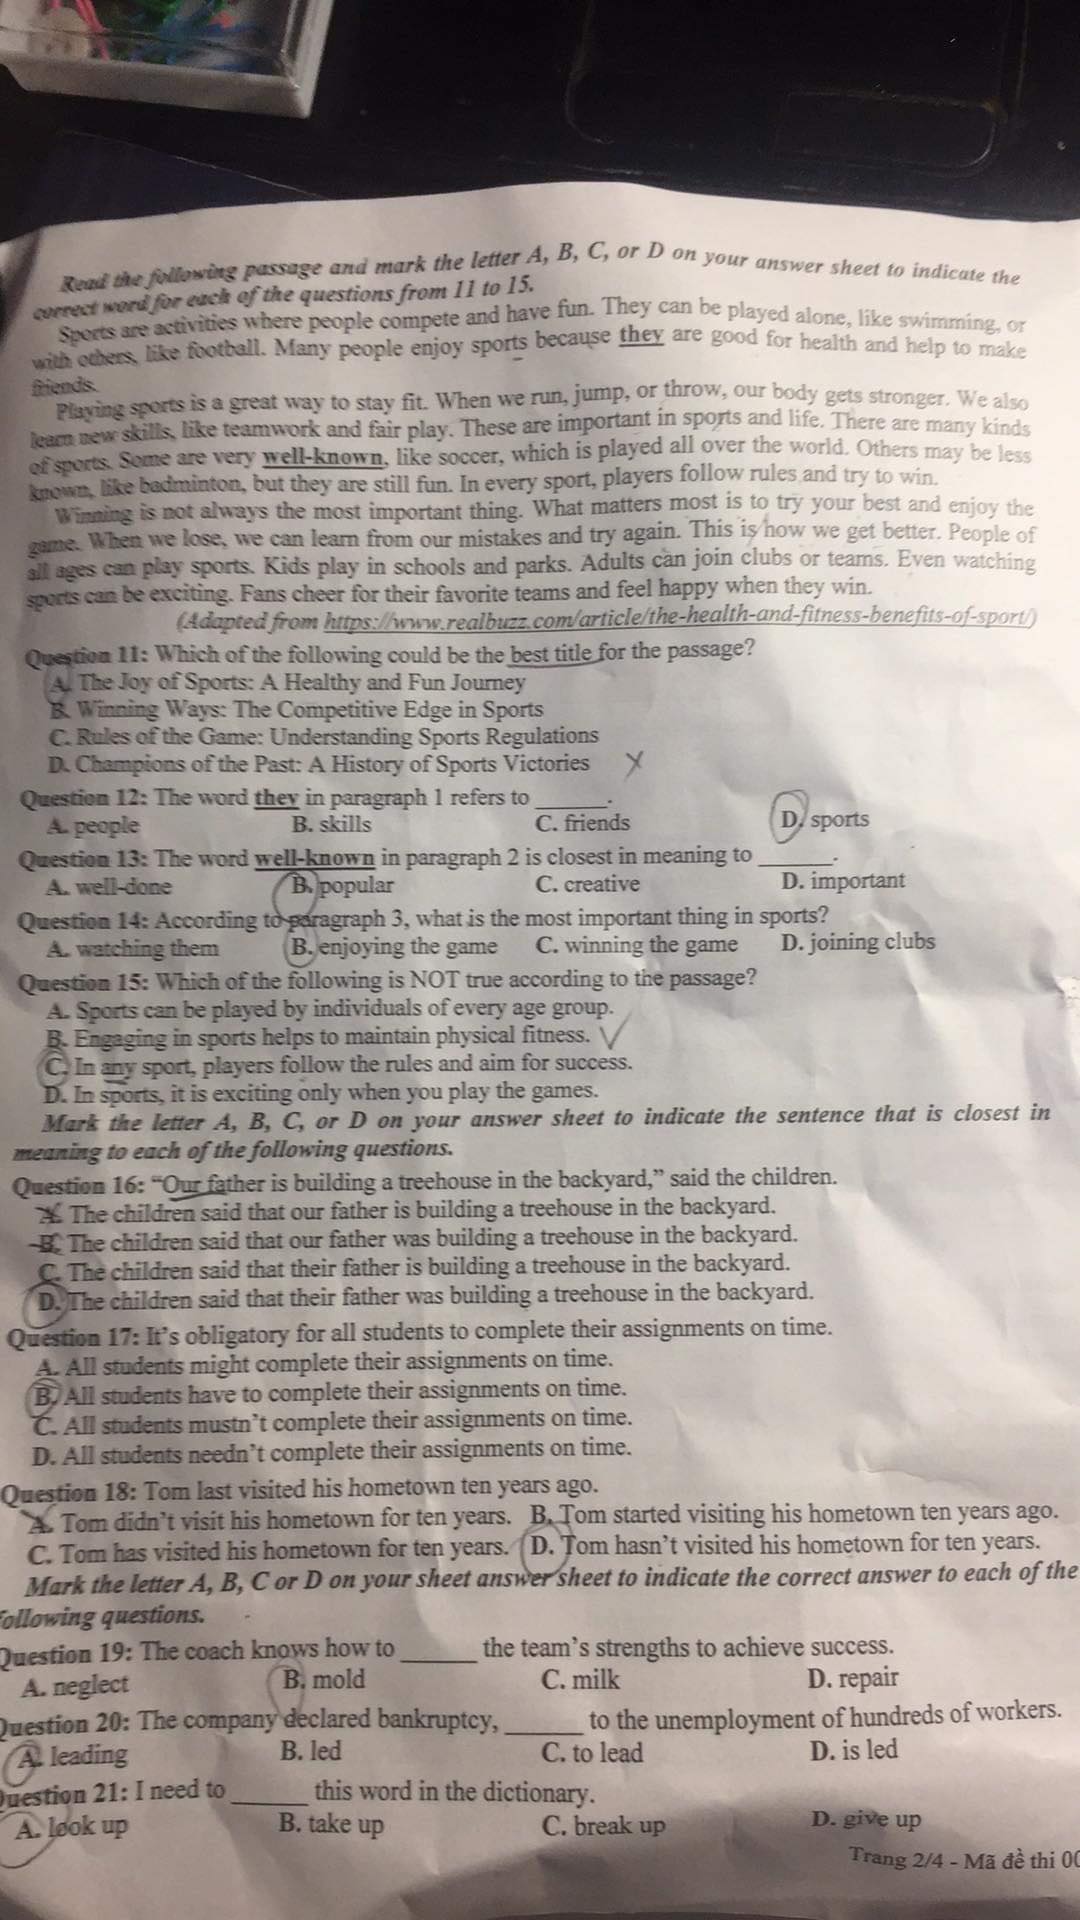 Read the following passage and mark the letter A, B, C, or D on your answer sheet to indicate the
correct word for each of the questions from 11 to 15.
Sports are activities where people compete and have fun. They can be played alone, like swimming, or
with others, like football. Many people enjoy sports because they are good for health and help to make
friends.
Playing sports is a great way to stay fit. When we run, jump, or throw, our body gets stronger. We also
learn new skills, like teamwork and fair play. These are important in sports and life. There are many kinds
of sports. Some are very well-known, like soccer, which is played all over the world. Others may be less
known, like badminton, but they are still fun. In every sport, players follow rules and try to win.
Winning is not always the most important thing. What matters most is to try your best and enjoy the
game. When we lose, we can learn from our mistakes and try again. This is how we get better. People of
all ages can play sports. Kids play in schools and parks. Adults can join clubs or teams. Even watching
sports can be exciting. Fans cheer for their favorite teams and feel happy when they win.
(Adapted from https://www.realbuzz.com/article/the-health-and-fitness-benefits-of-sport/)
Question 11: Which of the following could be the best title for the passage?
A. The Joy of Sports: A Healthy and Fun Journey
B. Winning Ways: The Competitive Edge in Sports
C. Rules of the Game: Understanding Sports Regulations
D. Champions of the Past: A History of Sports Victories
Question 12: The word they in paragraph 1 refers to ______.
A. people B. skills C. friends D. sports
Question 13: The word well-known in paragraph 2 is closest in meaning to ______.
A. well-done B. popular C. creative D. important
Question 14: According to paragraph 3, what is the most important thing in sports?
A. watching them B. enjoying the game C. winning the game D. joining clubs
Question 15: Which of the following is NOT true according to the passage?
A. Sports can be played by individuals of every age group.
B. Engaging in sports helps to maintain physical fitness.
C. In any sport, players follow the rules and aim for success.
D. In sports, it is exciting only when you play the games.
Mark the letter A, B, C, or D on your answer sheet to indicate the sentence that is closest in
meaning to each of the following questions.
Question 16: “Our father is building a treehouse in the backyard,” said the children.
A. The children said that our father is building a treehouse in the backyard.
B. The children said that our father was building a treehouse in the backyard.
C. The children said that their father is building a treehouse in the backyard.
D. The children said that their father was building a treehouse in the backyard.
Question 17: It’s obligatory for all students to complete their assignments on time.
A. All students might complete their assignments on time.
B. All students have to complete their assignments on time.
C. All students mustn’t complete their assignments on time.
D. All students needn’t complete their assignments on time.
Question 18: Tom last visited his hometown ten years ago.
A. Tom didn’t visit his hometown for ten years. B. Tom started visiting his hometown ten years ago.
C. Tom has visited his hometown for ten years. D. Tom hasn’t visited his hometown for ten years.
Mark the letter A, B, C or D on your sheet answer sheet to indicate the correct answer to each of the
following questions.
Question 19: The coach knows how to ______ the team’s strengths to achieve success.
A. neglect B. mold C. milk D. repair
Question 20: The company declared bankruptcy, ______ to the unemployment of hundreds of workers.
A. leading B. led C. to lead D. is led
Question 21: I need to ______ this word in the dictionary.
A. look up B. take up C. break up D. give up
Trang 2/4 - Mã đề thi 00